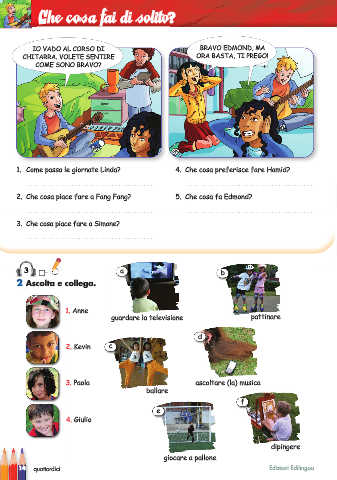 Che cosa fai di solito?
IO VADO AL CORSO DI
CHITARRA. VOLETE SENTIRE
COME SONO BRAVO?
BRAVO EDMOND, MA
ORA BASTA, TI PREGO!
1. Come passa le giornate Linda?
2. Che cosa piace fare a Fang Fang?
3. Che cosa piace fare a Simone?
4. Che cosa preferisce fare Hamid?
5. Che cosa fa Edmond?
3
2 Ascolta e collega.
1. Anne
2. Kevin
3. Paola
4. Giulio
a
guardare la televisione
b
pattinare
c
ballare
d
ascoltare (la) musica
e
giocare a pallone
f
dipingere
14
quattordici
Edizioni Edilingua